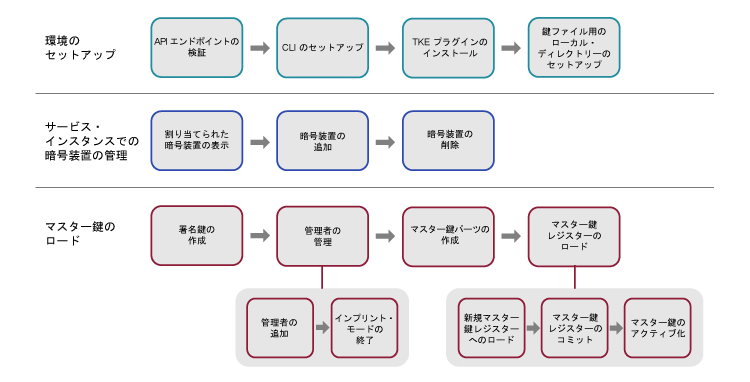 環境の
セットアップ
API エンドポイントの
検証
CLI のセットアップ
TKE プラグインの
インストール
鍵ファイル用の
ローカル・
ディレクトリーの
セットアップ
サービス・
インスタンスでの
暗号装置の管理
割り当てられた
暗号装置の表示
暗号装置の
追加
暗号装置の
削除
マスター鍵の
ロード
署名鍵の
作成
管理者の
管理
マスター鍵パーツの
作成
マスター鍵
レジスターの
ロード
管理者の
追加
インプリント・
モードの
終了
新規マスター
鍵レジスター
へのロード
マスター鍵
レジスターの
コミット
マスター鍵の
アクティブ化